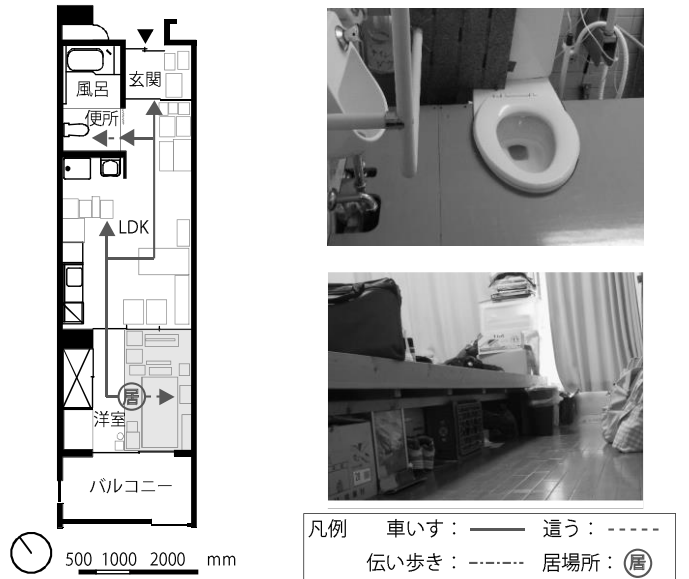 玄関
風呂
便所
LDK
居
洋室
バルコニー
500 1000 2000 mm
凡例 車いす： 這う：
伝い歩き： 居場所： 居